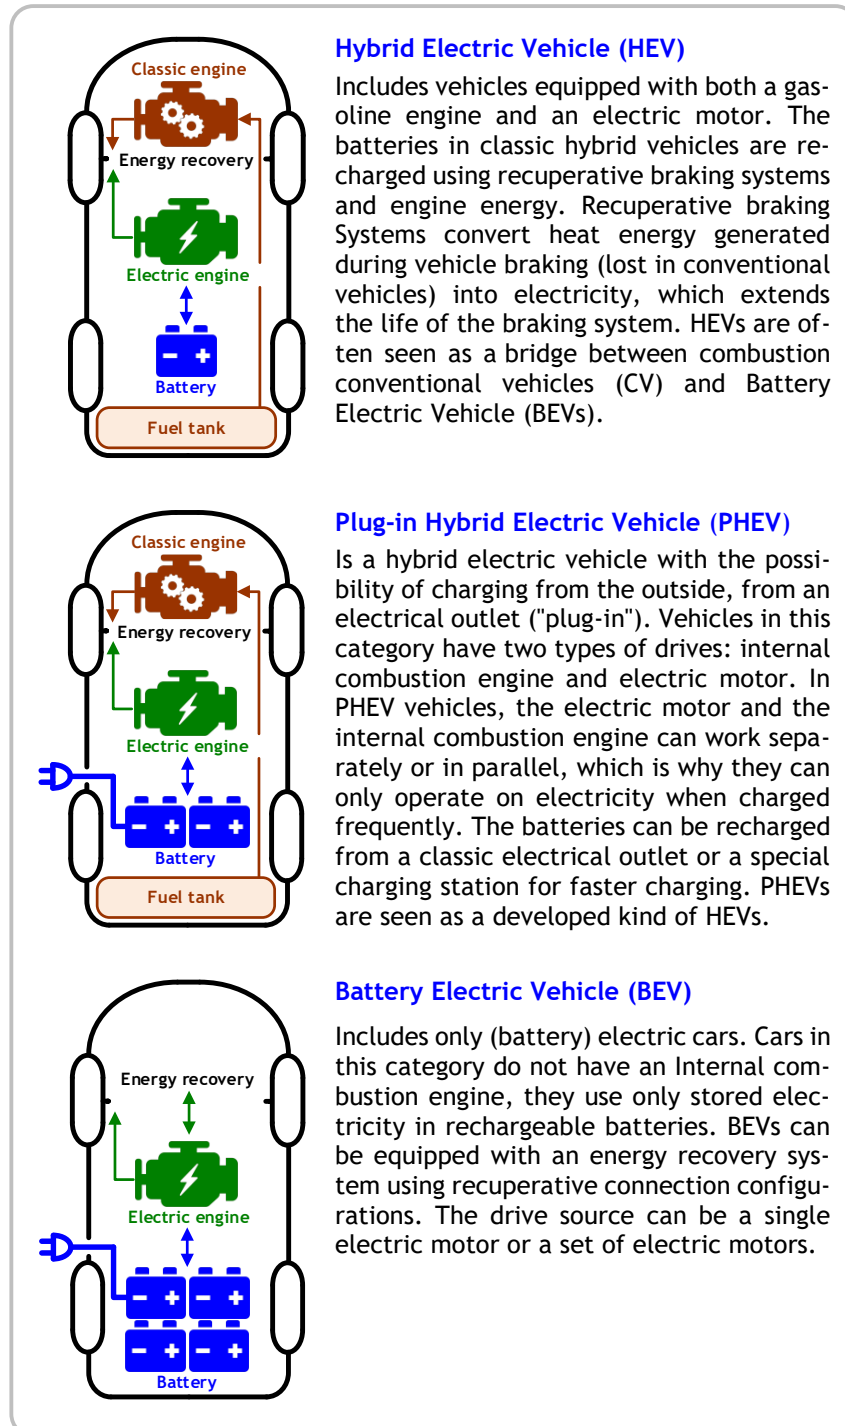 Hybrid Electric Vehicle (HEV)
Includes vehicles equipped with both a gas-
oline engine and an electric motor. The
batteries in classic hybrid vehicles are re-
charged using recuperative braking systems
and engine energy. Recuperative braking
Systems convert heat energy generated
during vehicle braking (lost in conventional
vehicles) into electricity, which extends
the life of the braking system. HEVs are of-
ten seen as a bridge between combustion
conventional vehicles (CV) and Battery
Electric Vehicle (BEVs).
Classic engine
Energy recovery
Electric engine
Battery
Fuel tank
Plug-in Hybrid Electric Vehicle (PHEV)
Is a hybrid electric vehicle with the possi-
bility of charging from the outside, from an
electrical outlet ("plug-in"). Vehicles in this
category have two types of drives: internal
combustion engine and electric motor. In
PHEV vehicles, the electric motor and the
internal combustion engine can work sepa-
rately or in parallel, which is why they can
only operate on electricity when charged
frequently. The batteries can be recharged
from a classic electrical outlet or a special
charging station for faster charging. PHEVs
are seen as a developed kind of HEVs.
Classic engine
Energy recovery
Electric engine
Battery
Fuel tank
Battery Electric Vehicle (BEV)
Includes only (battery) electric cars. Cars in
this category do not have an Internal com-
bustion engine, they use only stored elec-
tricity in rechargeable batteries. BEVs can
be equipped with an energy recovery sys-
tem using recuperative connection configu-
rations. The drive source can be a single
electric motor or a set of electric motors.
Energy recovery
Electric engine
Battery